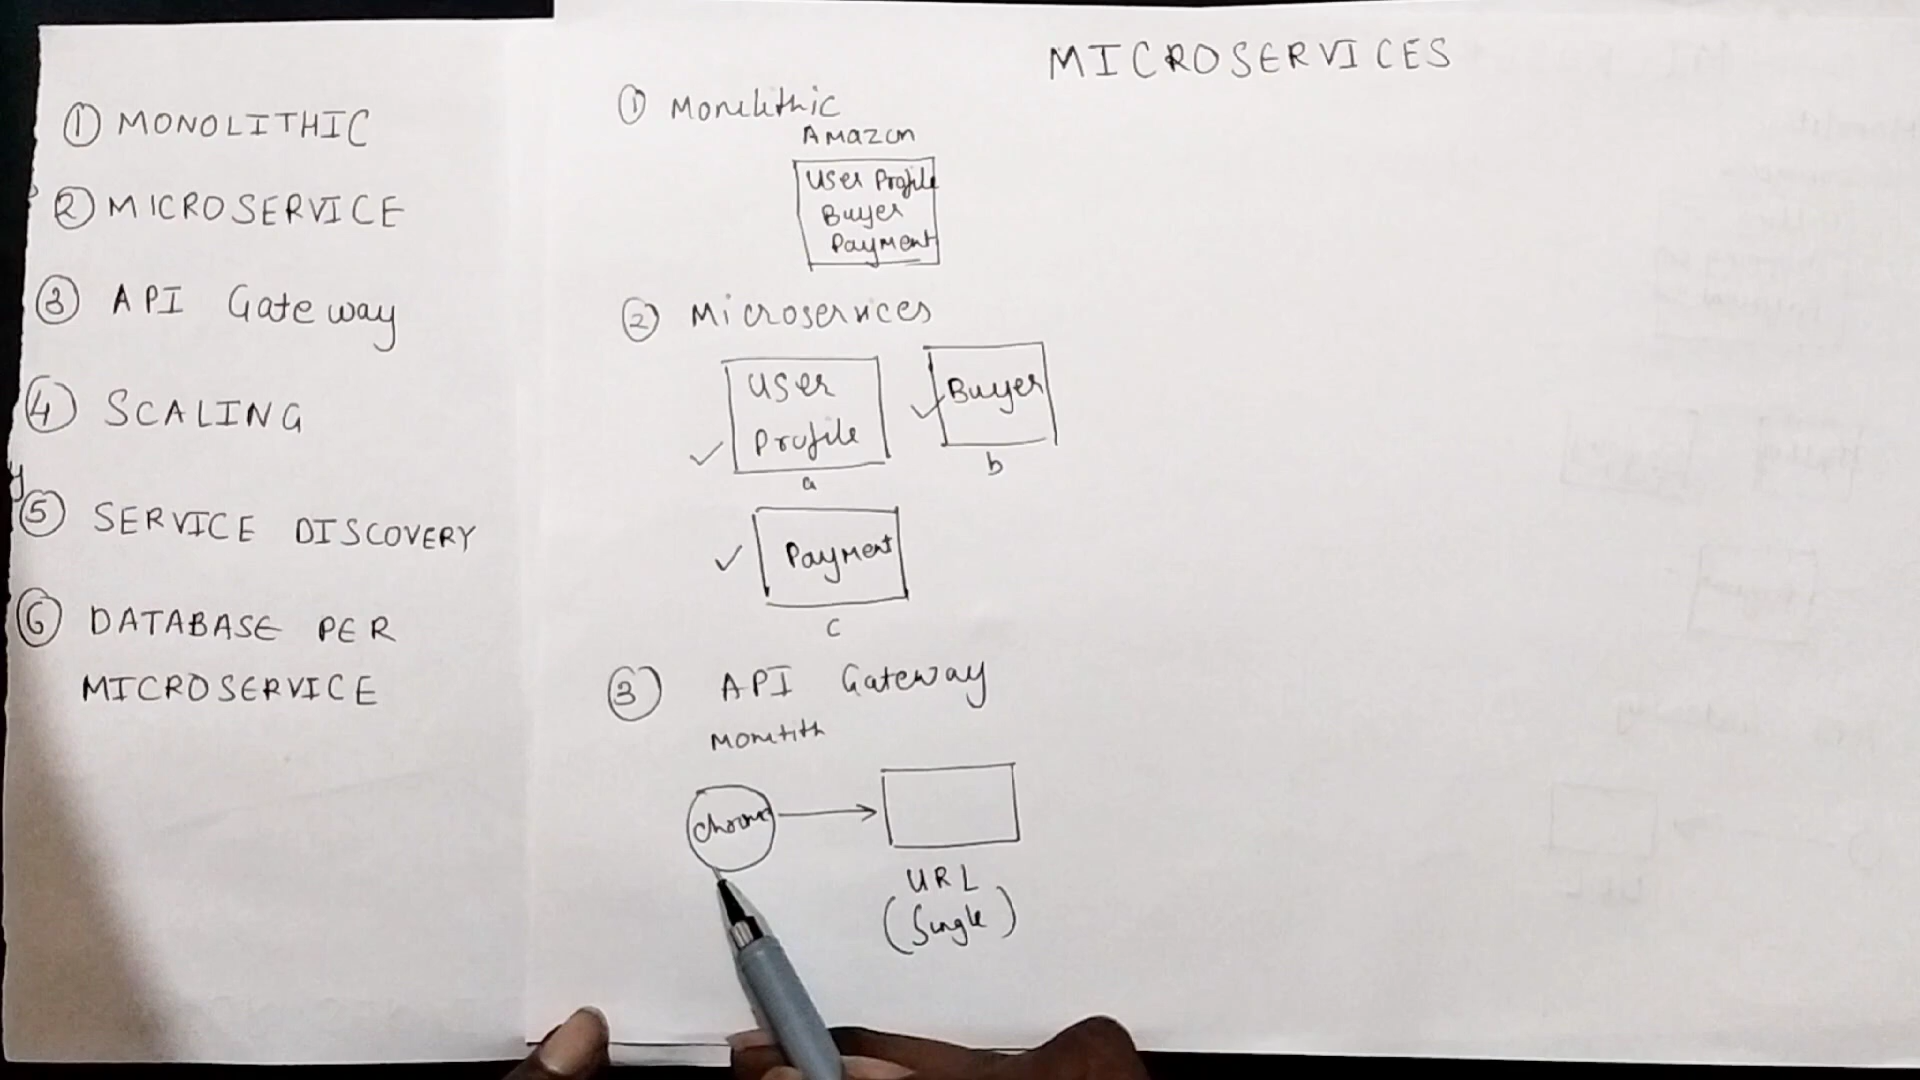 ① MONOLITHIC
② MICROSERVICE
③ API Gateway
④ SCALING
y
⑤ SERVICE DISCOVERY
⑥ DATABASE PER
MICROSERVICE
MICROSERVICES
① Monolithic
Amazon
User Profile
Buyer
Payment
② Microservices
User
Profile
a
Buyer
b
Payment
c
③ API Gateway
Chrome
URL
(Single)